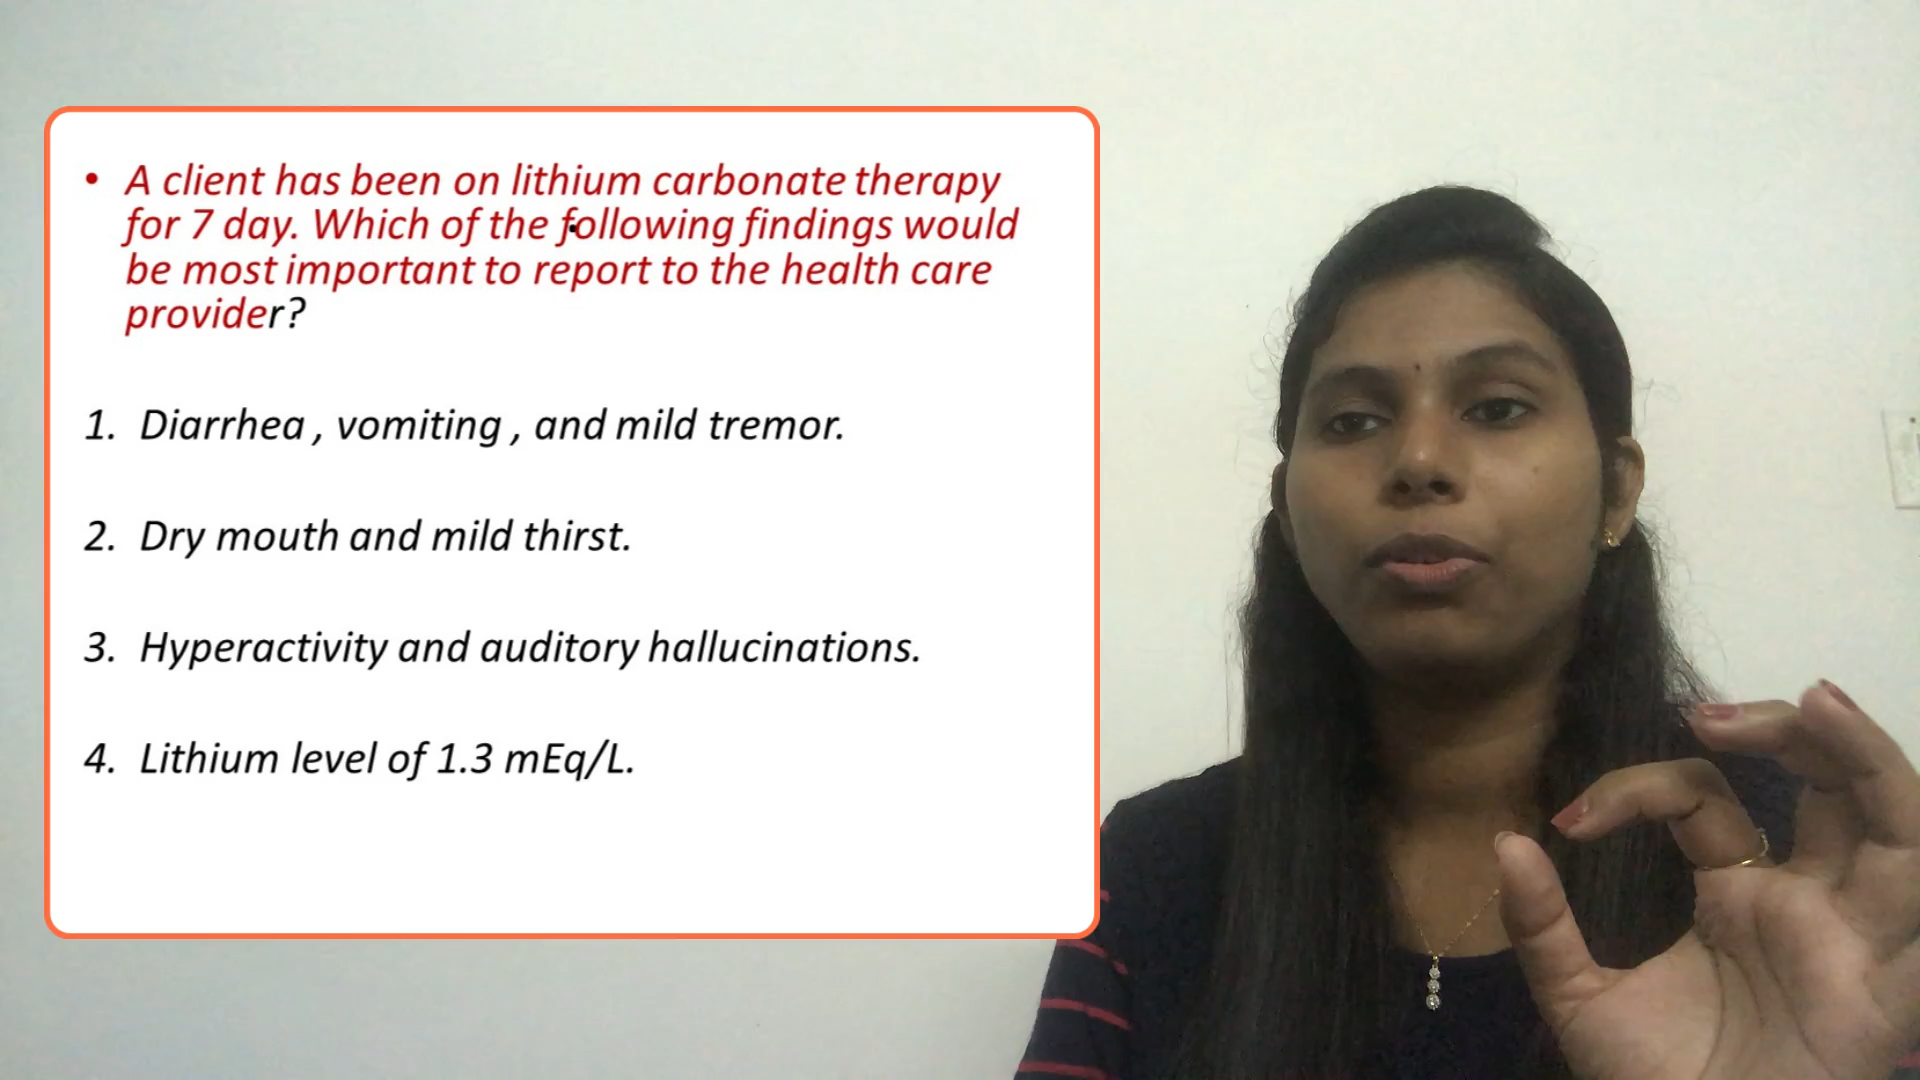 • A client has been on lithium carbonate therapy
for 7 day. Which of the following findings would
be most important to report to the health care
provider?
1. Diarrhea , vomiting , and mild tremor.
2. Dry mouth and mild thirst.
3. Hyperactivity and auditory hallucinations.
4. Lithium level of 1.3 mEq/L.